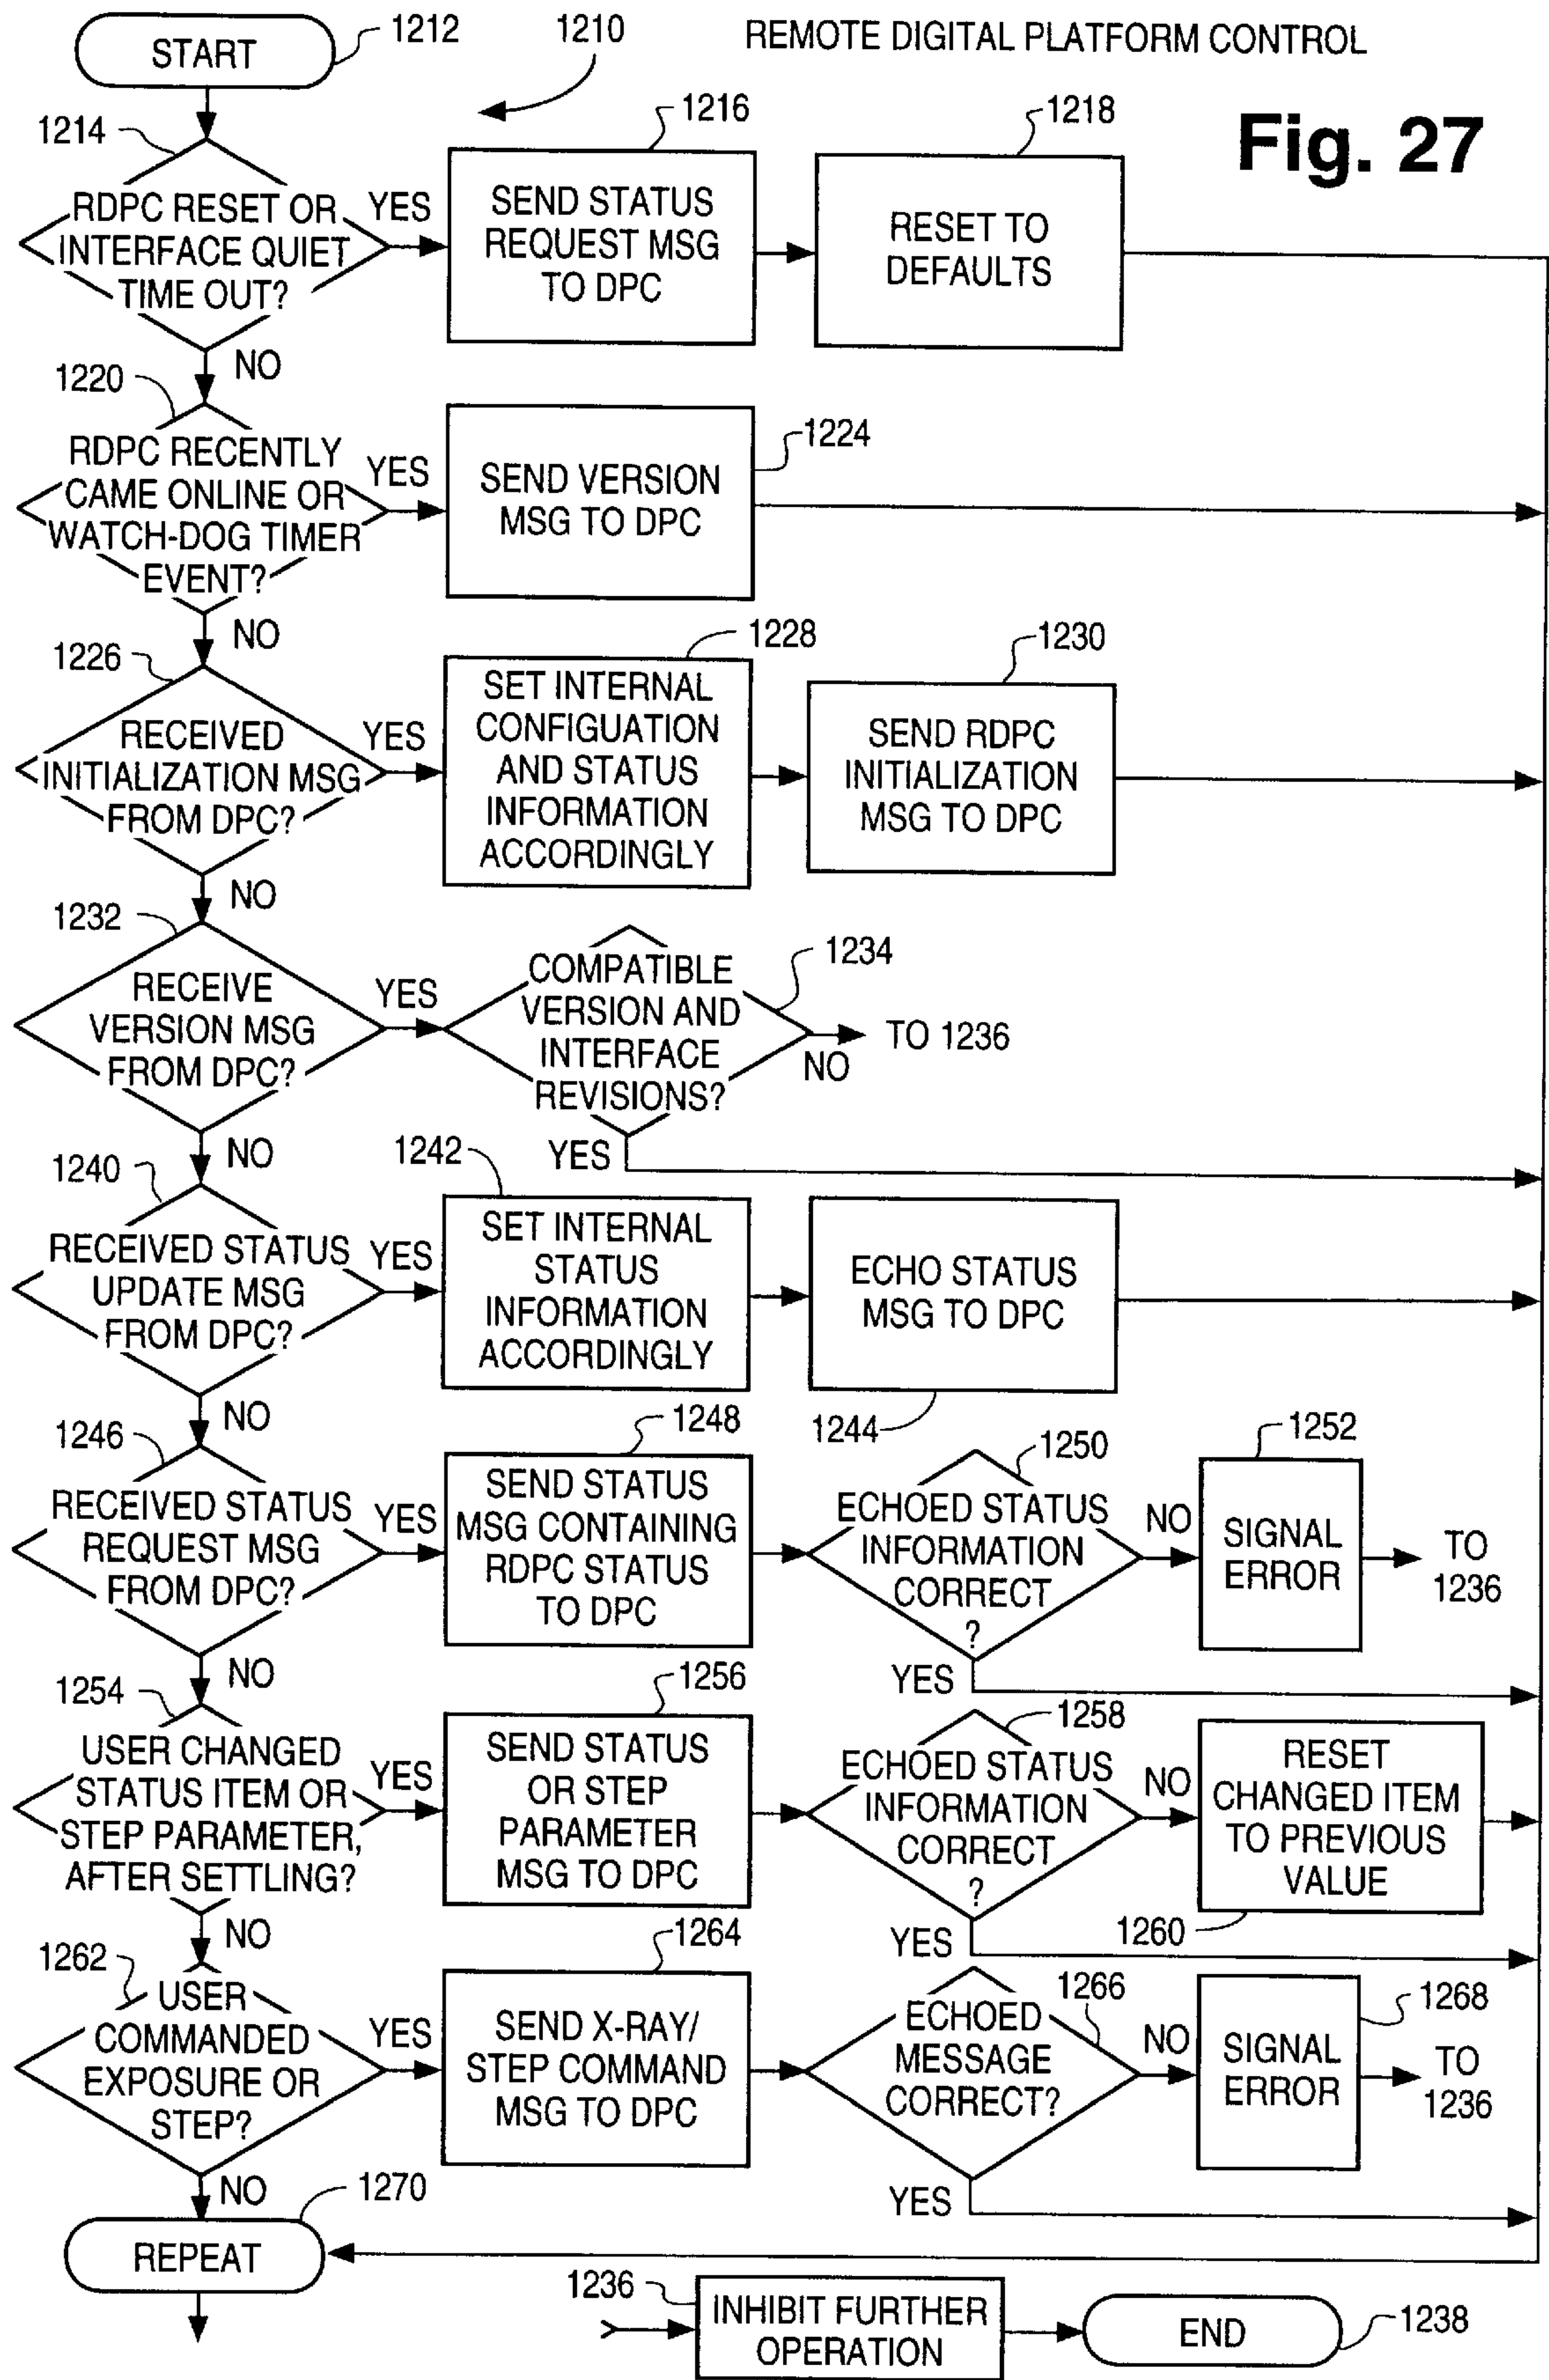 REMOTE DIGITAL PLATFORM CONTROL
Fig. 27
1210
START
1212
1214
RDPC RESET OR
INTERFACE QUIET
TIME OUT?
YES
NO
1216
SEND STATUS
REQUEST MSG
TO DPC
1218
RESET TO
DEFAULTS
1220
RDPC RECENTLY
CAME ONLINE OR
WATCH-DOG TIMER
EVENT?
YES
NO
1224
SEND VERSION
MSG TO DPC
1226
RECEIVED
INITIALIZATION MSG
FROM DPC?
YES
NO
1228
SET INTERNAL
CONFIGUATION
AND STATUS
INFORMATION
ACCORDINGLY
1230
SEND RDPC
INITIALIZATION
MSG TO DPC
1232
RECEIVE
VERSION MSG
FROM DPC?
YES
NO
1234
COMPATIBLE
VERSION AND
INTERFACE
REVISIONS?
NO
TO 1236
YES
1240
RECEIVED STATUS
UPDATE MSG
FROM DPC?
YES
NO
1242
SET INTERNAL
STATUS
INFORMATION
ACCORDINGLY
1244
ECHO STATUS
MSG TO DPC
1246
RECEIVED STATUS
REQUEST MSG
FROM DPC?
YES
NO
1248
SEND STATUS
MSG CONTAINING
RDPC STATUS
TO DPC
1250
ECHOED STATUS
INFORMATION
CORRECT
?
NO
YES
1252
SIGNAL
ERROR
TO
1236
1254
USER CHANGED
STATUS ITEM OR
STEP PARAMETER,
AFTER SETTLING?
YES
NO
1256
SEND STATUS
OR STEP
PARAMETER
MSG TO DPC
1258
ECHOED STATUS
INFORMATION
CORRECT
?
NO
YES
1260
RESET
CHANGED ITEM
TO PREVIOUS
VALUE
1262
USER
COMMANDED
EXPOSURE OR
STEP?
YES
NO
1264
SEND X-RAY/
STEP COMMAND
MSG TO DPC
1266
ECHOED
MESSAGE
CORRECT?
NO
YES
1268
SIGNAL
ERROR
TO
1236
1270
REPEAT
1236
INHIBIT FURTHER
OPERATION
END
1238